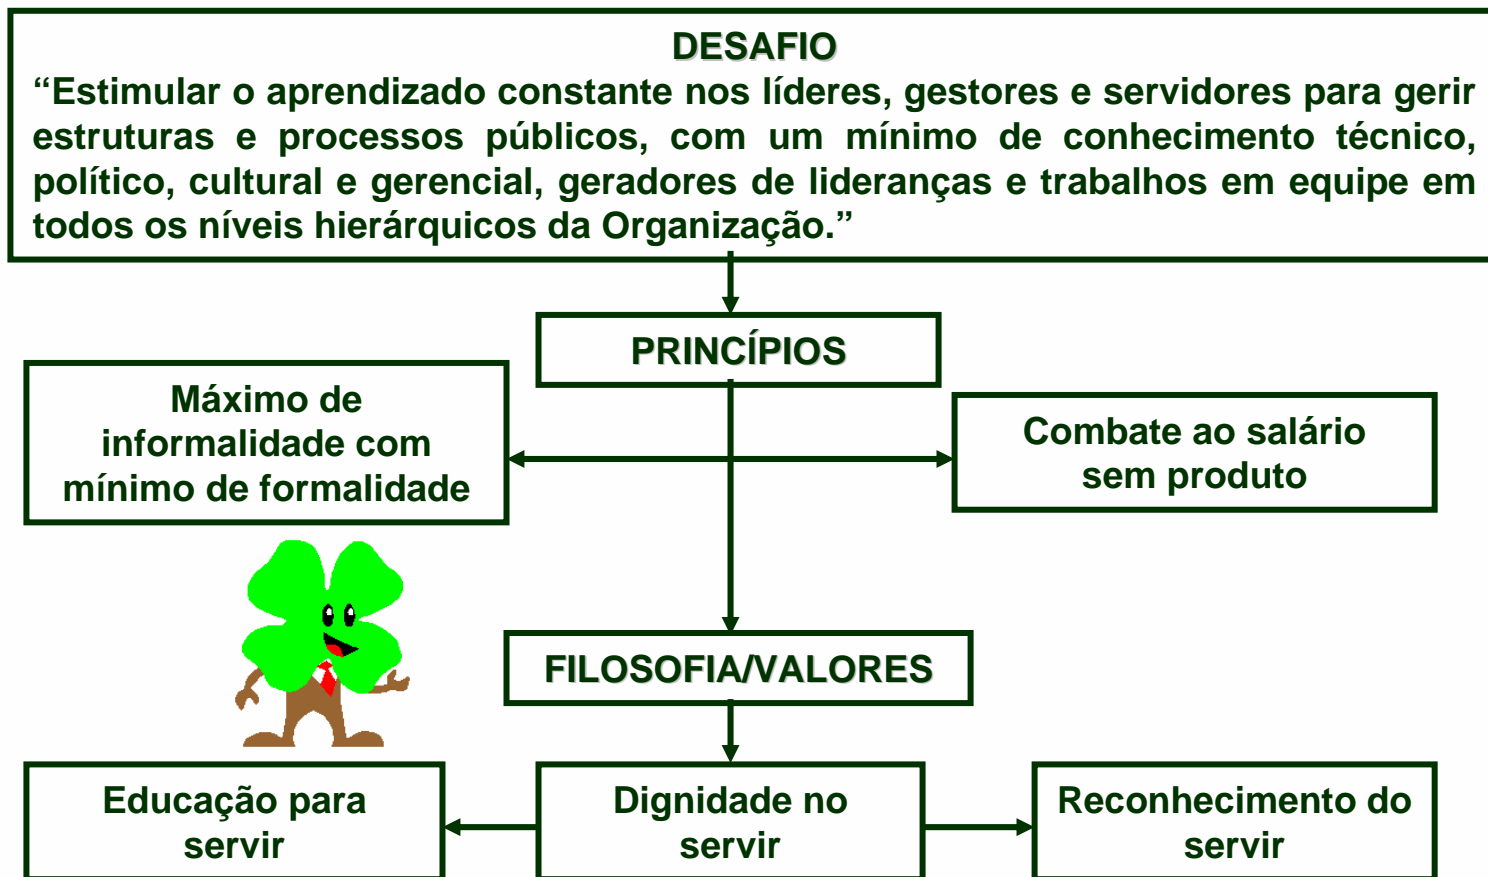 DESAFIO
“Estimular o aprendizado constante nos líderes, gestores e servidores para gerir
estruturas e processos públicos, com um mínimo de conhecimento técnico,
político, cultural e gerencial, geradores de lideranças e trabalhos em equipe em
todos os níveis hierárquicos da Organização.”
PRINCÍPIOS
Máximo de
informalidade com
mínimo de formalidade
Combate ao salário
sem produto
FILOSOFIA/VALORES
Educação para
servir
Dignidade no
servir
Reconhecimento do
servir